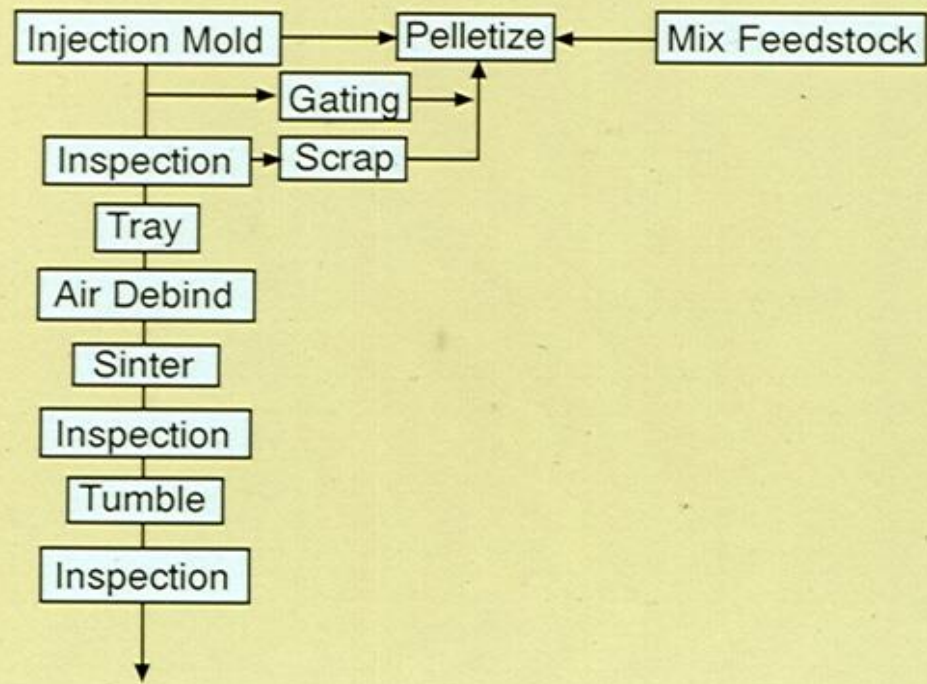 Injection Mold
Pelletize
Mix Feedstock
Gating
Inspection
Scrap
Tray
Air Debind
Sinter
Inspection
Tumble
Inspection